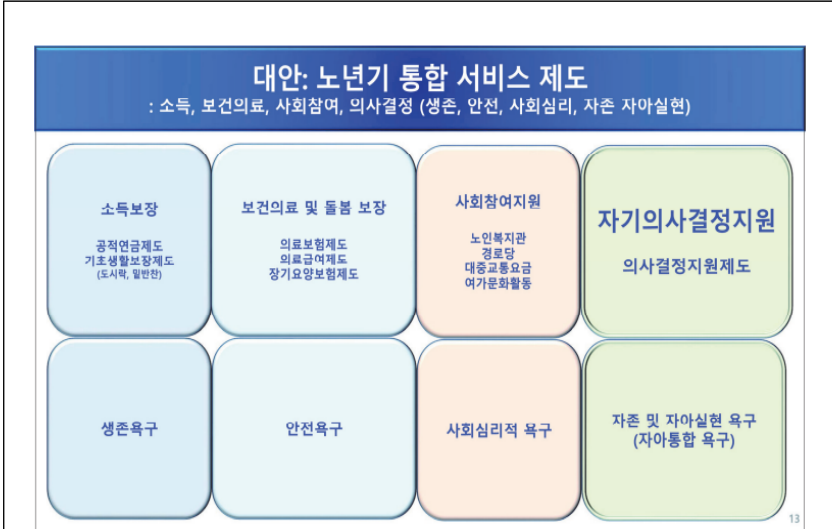 대안: 노년기 통합 서비스 제도
: 소득, 보건의료, 사회참여, 의사결정 (생존, 안전, 사회심리, 자존 자아실현)
소득보장
공적연금제도
기초생활보장제도
(도시락, 밑반찬)
보건의료 및 돌봄 보장
의료보험제도
의료급여제도
장기요양보험제도
사회참여지원
노인복지관
경로당
대중교통요금
여가문화활동
자기의사결정지원
의사결정지원제도
생존욕구
안전욕구
사회심리적 욕구
자존 및 자아실현 욕구
(자아통합 욕구)
13